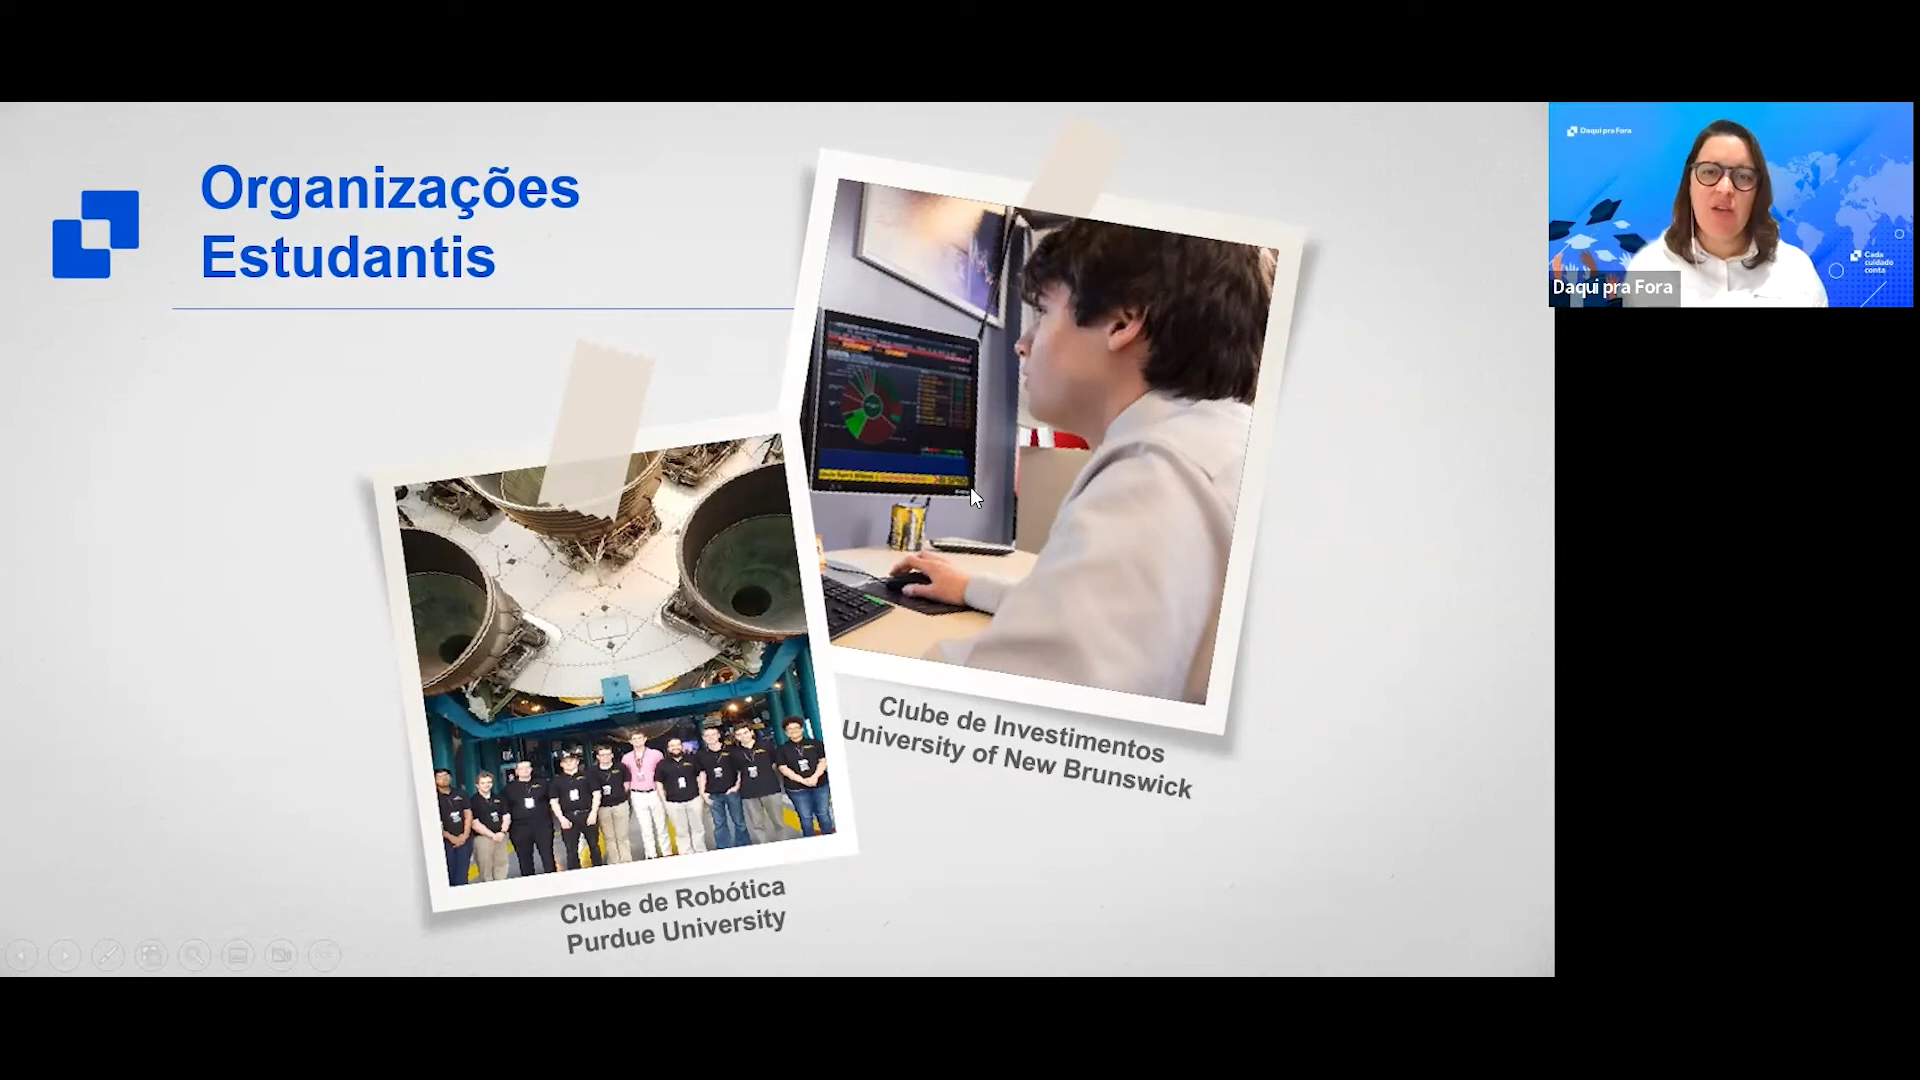 Organizações
Estudantis
Clube de Investimentos
University of New Brunswick
Clube de Robótica
Purdue University
Daqui pra Fora
Cada
cuidado
conta
Daqui pra Fora